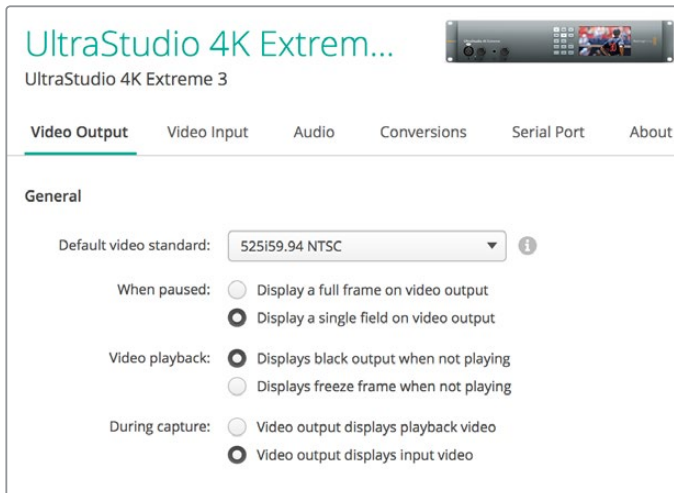 UltraStudio 4K Extrem...
UltraStudio 4K Extreme 3
Video Output Video Input Audio Conversions Serial Port About
General
Default video standard: 525i59.94 NTSC
When paused: Display a full frame on video output
Display a single field on video output
Video playback: Displays black output when not playing
Displays freeze frame when not playing
During capture: Video output displays playback video
Video output displays input video